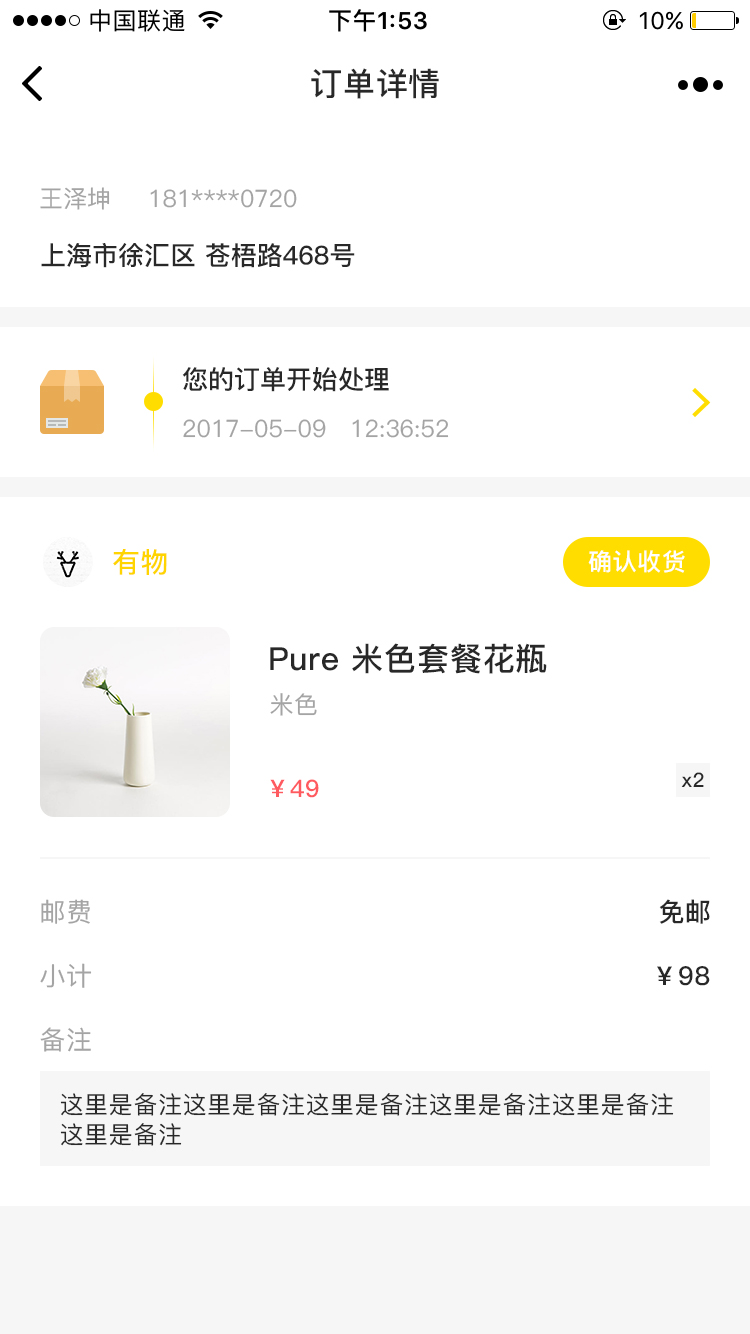 中国联通 下午1:53 10%
订单详情
王泽坤 181****0720
上海市徐汇区 苍梧路468号
您的订单开始处理
2017-05-09 12:36:52
有物 确认收货
Pure 米色套餐花瓶
米色
¥49 x2
邮费 免邮
小计 ¥98
备注
这里是备注这里是备注这里是备注这里是备注这里是备注
这里是备注